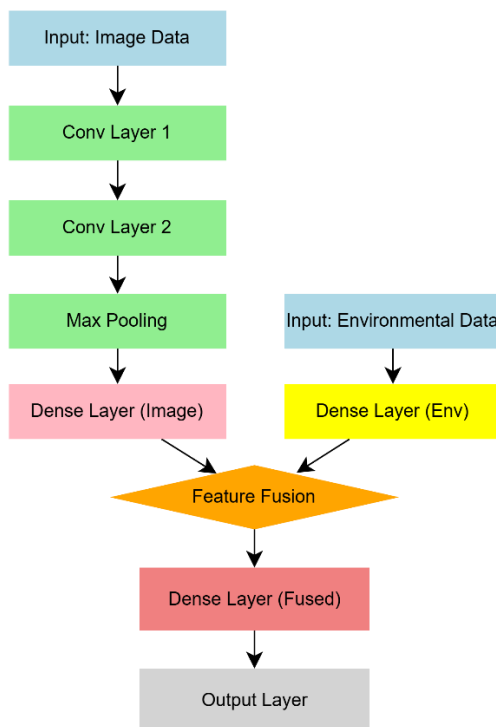 Input: Image Data
Conv Layer 1
Conv Layer 2
Max Pooling
Input: Environmental Data
Dense Layer (Image)
Dense Layer (Env)
Feature Fusion
Dense Layer (Fused)
Output Layer